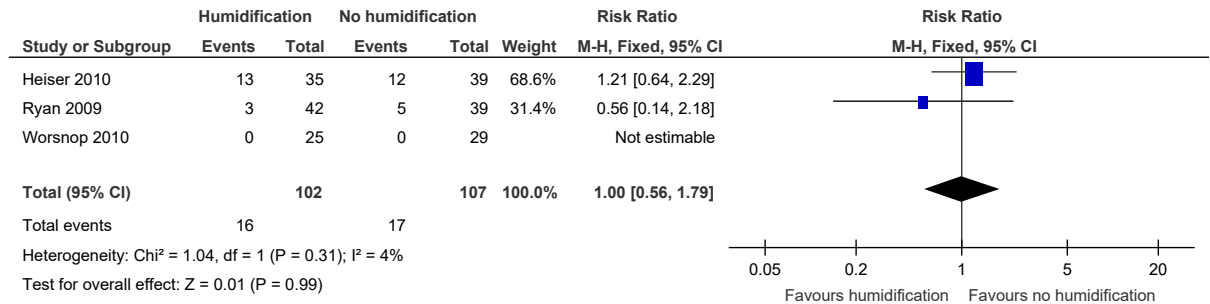 Humidification No humidification Risk Ratio Risk Ratio
Study or Subgroup Events Total Events Total Weight M-H, Fixed, 95% CI M-H, Fixed, 95% CI
Heiser 2010 13 35 12 39 68.6% 1.21 [0.64, 2.29]
Ryan 2009 3 42 5 39 31.4% 0.56 [0.14, 2.18]
Worsnop 2010 0 25 0 29 Not estimable
Total (95% CI) 102 107 100.0% 1.00 [0.56, 1.79]
Total events 16 17
Heterogeneity: Chi² = 1.04, df = 1 (P = 0.31); I² = 4%
Test for overall effect: Z = 0.01 (P = 0.99)
0.05 0.2 1 5 20
Favours humidification Favours no humidification